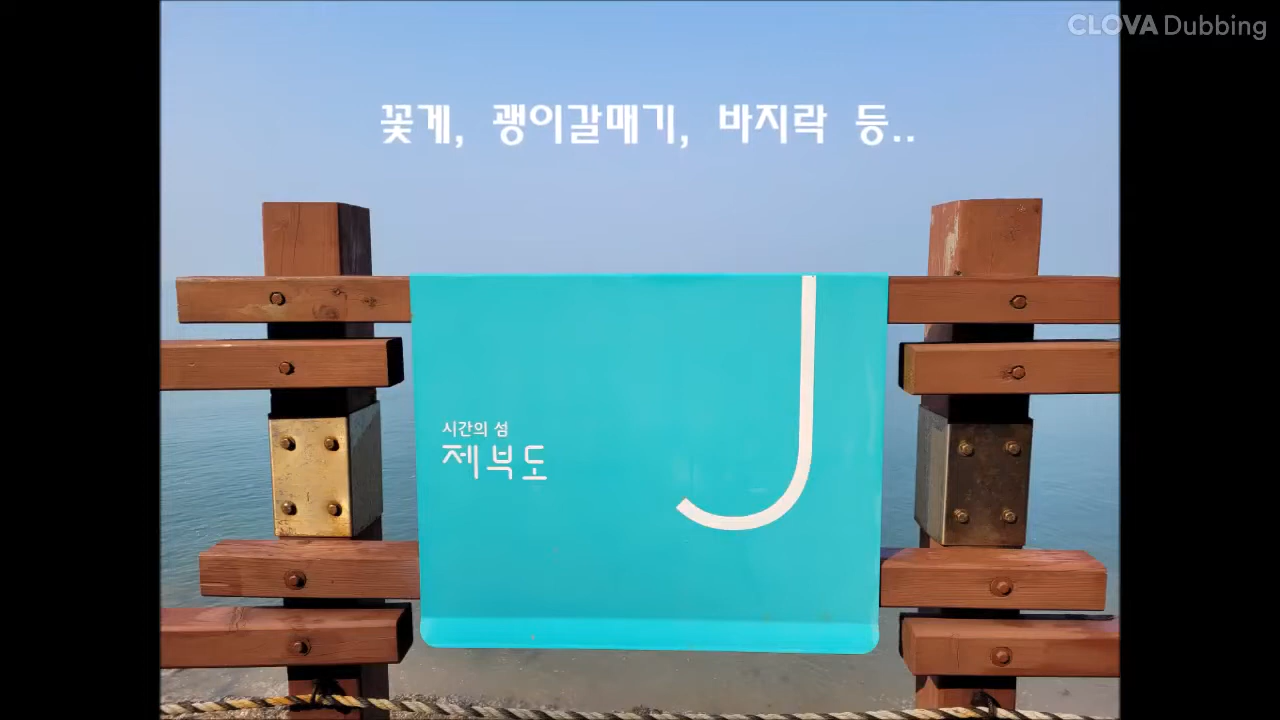 CLOVA Dubbing
꽃게, 괭이갈매기, 바지락 등..
J
시간의 섬
제부도